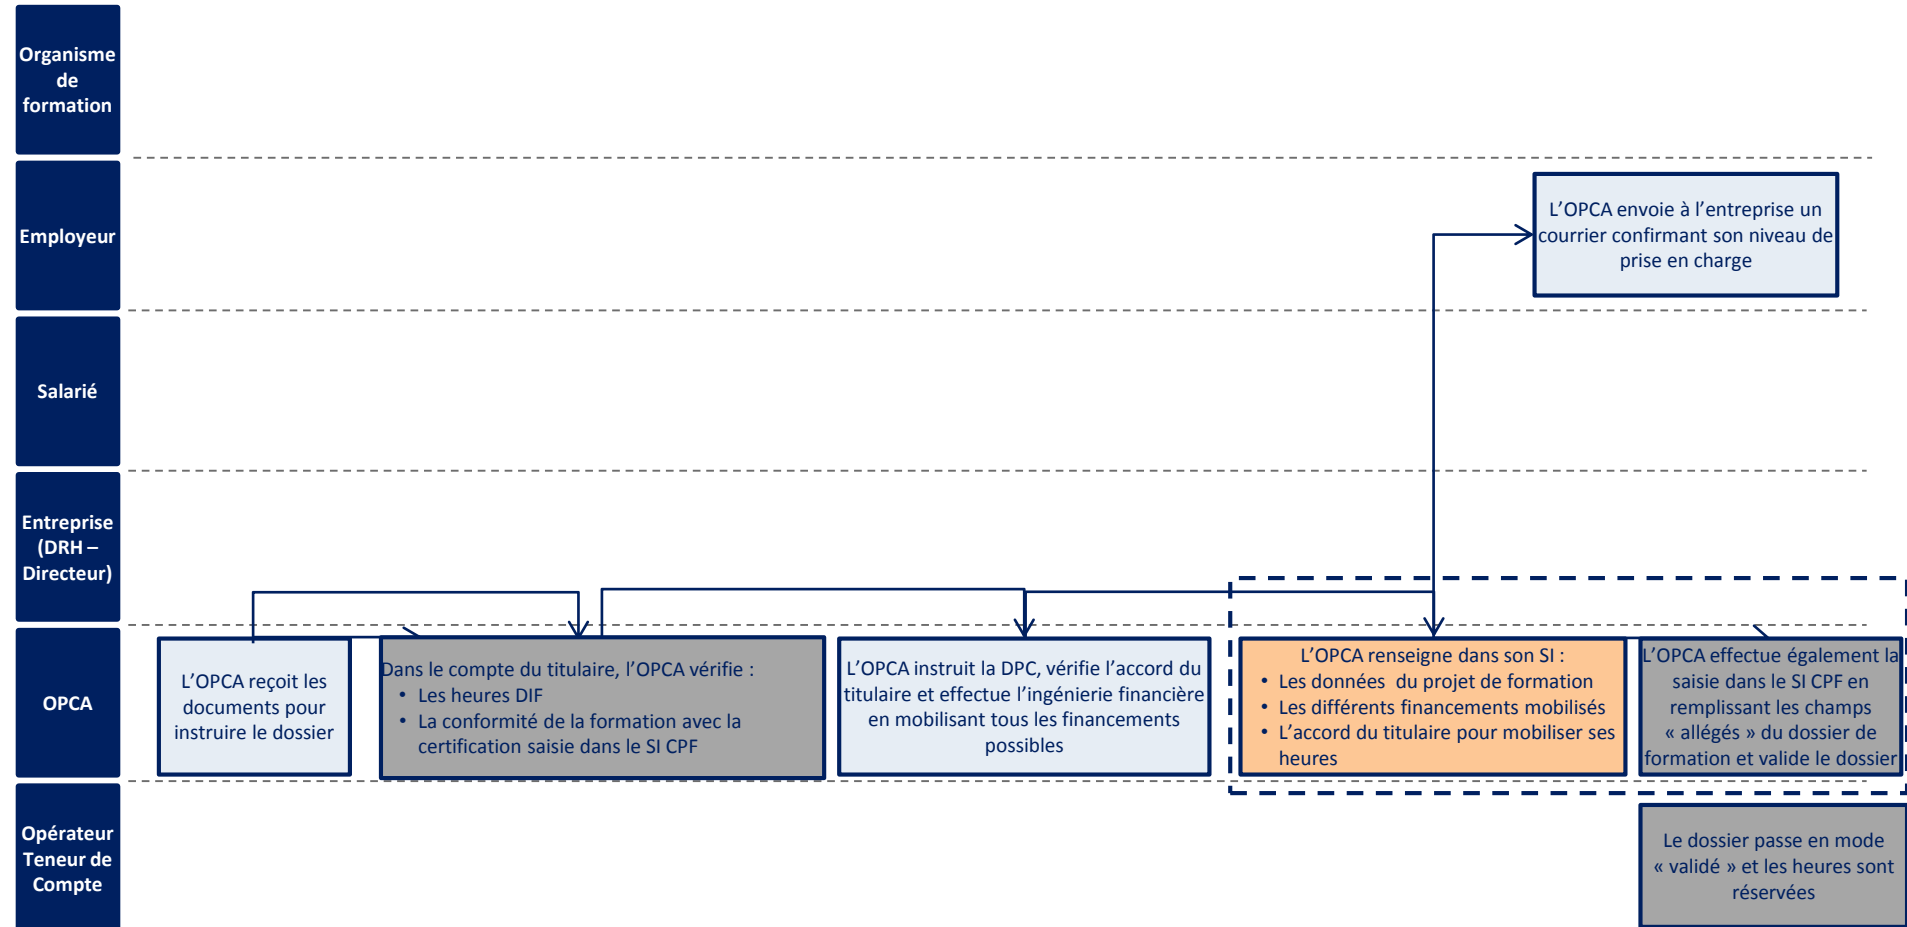 Organisme
de
formation
Employeur
L’OPCA envoie à l’entreprise un
courrier confirmant son niveau de
prise en charge
Salarié
Entreprise
(DRH –
Directeur)
OPCA
L’OPCA reçoit les
documents pour
instruire le dossier
Dans le compte du titulaire, l’OPCA vérifie :
• Les heures DIF
• La conformité de la formation avec la
certification saisie dans le SI CPF
L’OPCA instruit la DPC, vérifie l’accord du
titulaire et effectue l’ingénierie financière
en mobilisant tous les financements
possibles
L’OPCA renseigne dans son SI :
• Les données du projet de formation
• Les différents financements mobilisés
• L’accord du titulaire pour mobiliser ses
heures
L’OPCA effectue également la
saisie dans le SI CPF en
remplissant les champs
« allégés » du dossier de
formation et valide le dossier
Opérateur
Teneur de
Compte
Le dossier passe en mode
« validé » et les heures sont
réservées